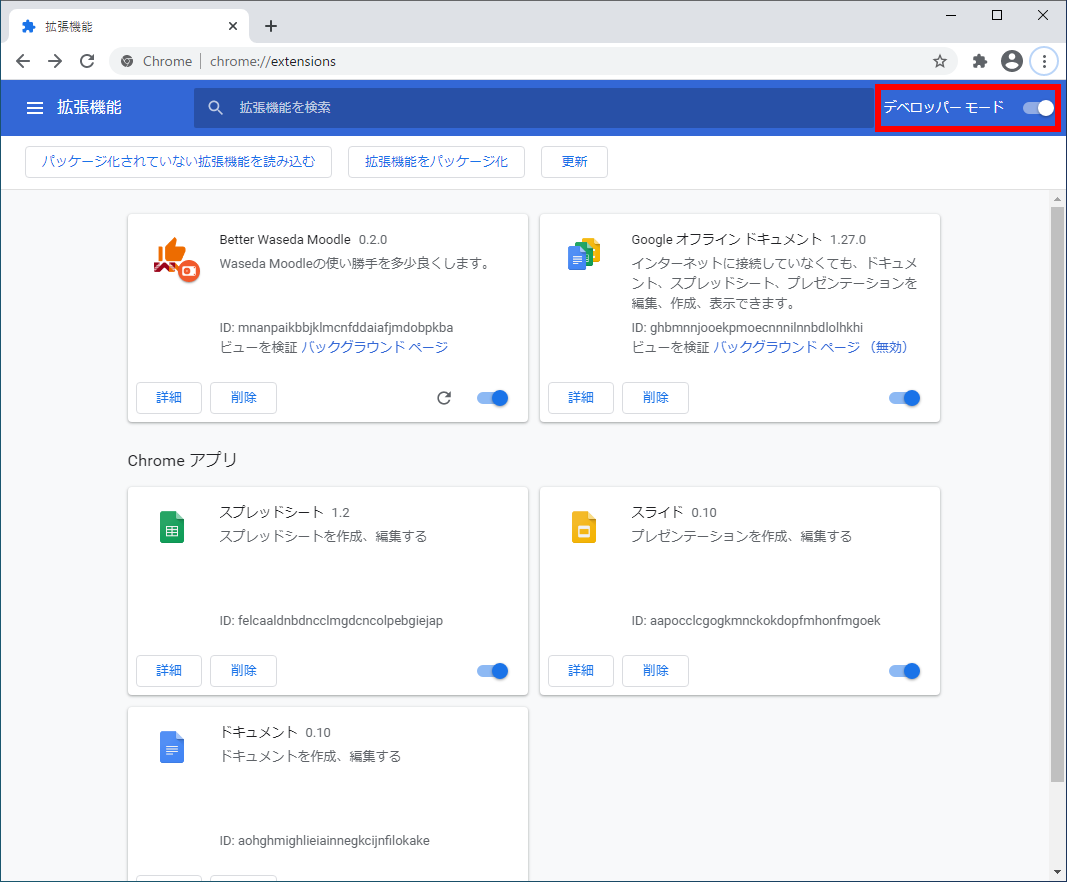 拡張機能
Chrome chrome://extensions
拡張機能
拡張機能を検索
デベロッパー モード
パッケージ化されていない拡張機能を読み込む
拡張機能をパッケージ化
更新
Better Waseda Moodle 0.2.0
Waseda Moodleの使い勝手を多少良くします。
ID: mnanpaikbbjklmcnfddaiafjmdobpkba
ビューを検証 バックグラウンド ページ
詳細
削除
Google オフライン ドキュメント 1.27.0
インターネットに接続していなくても、ドキュメ
ント、スプレッドシート、プレゼンテーションを
編集、作成、表示できます。
ID: ghbmnnjooekpmoecnnnilnnbdlolhkhi
ビューを検証 バックグラウンド ページ （無効）
詳細
削除
Chrome アプリ
スプレッドシート 1.2
スプレッドシートを作成、編集する
ID: felcaaldnbdncclmgdcncolpebgiejap
詳細
削除
スライド 0.10
プレゼンテーションを作成、編集する
ID: aapocclcgogkmnckokdopfmhonfmgoek
詳細
削除
ドキュメント 0.10
ドキュメントを作成、編集する
ID: aohghmighlieiainnegkcijnfilokake